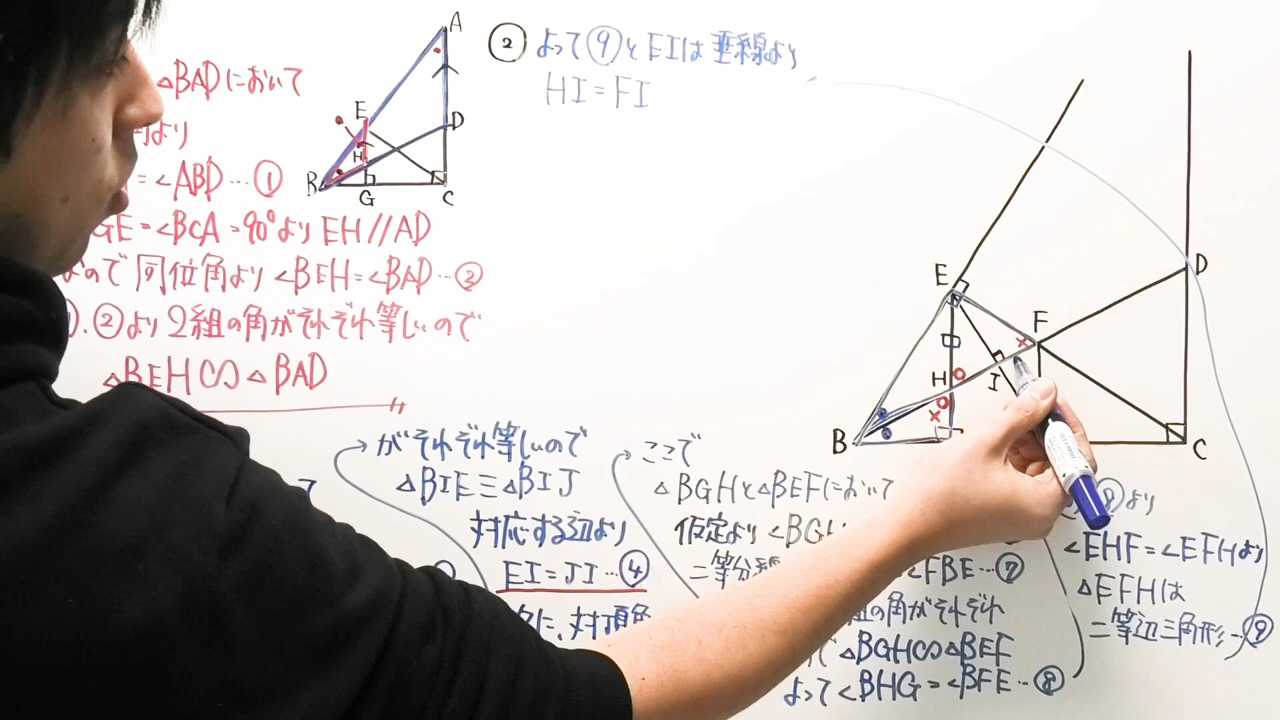 △BADにおいて
より
=∠ABD…①
GE=∠BCA=90°より EH//AD
なので 同位角より ∠BEH=∠BAD…②
.②より2組の角がそれぞれ等しいので
△BEH∽△BAD
A
E
D
H
B
G
C
② よって⑨とEIは垂線より
HI=FI
E
D
F
H
I
B
C
がそれぞれ等しいので
△BIE≡△BIJ
対応する辺より
EI=JI…④
に、対頂角
ここで
△BGHと△BEFにおいて
仮定より ∠BGH
二等分線
∠FBE…⑦
組の角がそれぞれ
で △BGH∽△BEF
よって ∠BHG=∠BFE…⑧
⑧より
∠EHF=∠EFHより
△EFHは
二等辺三角形…⑨